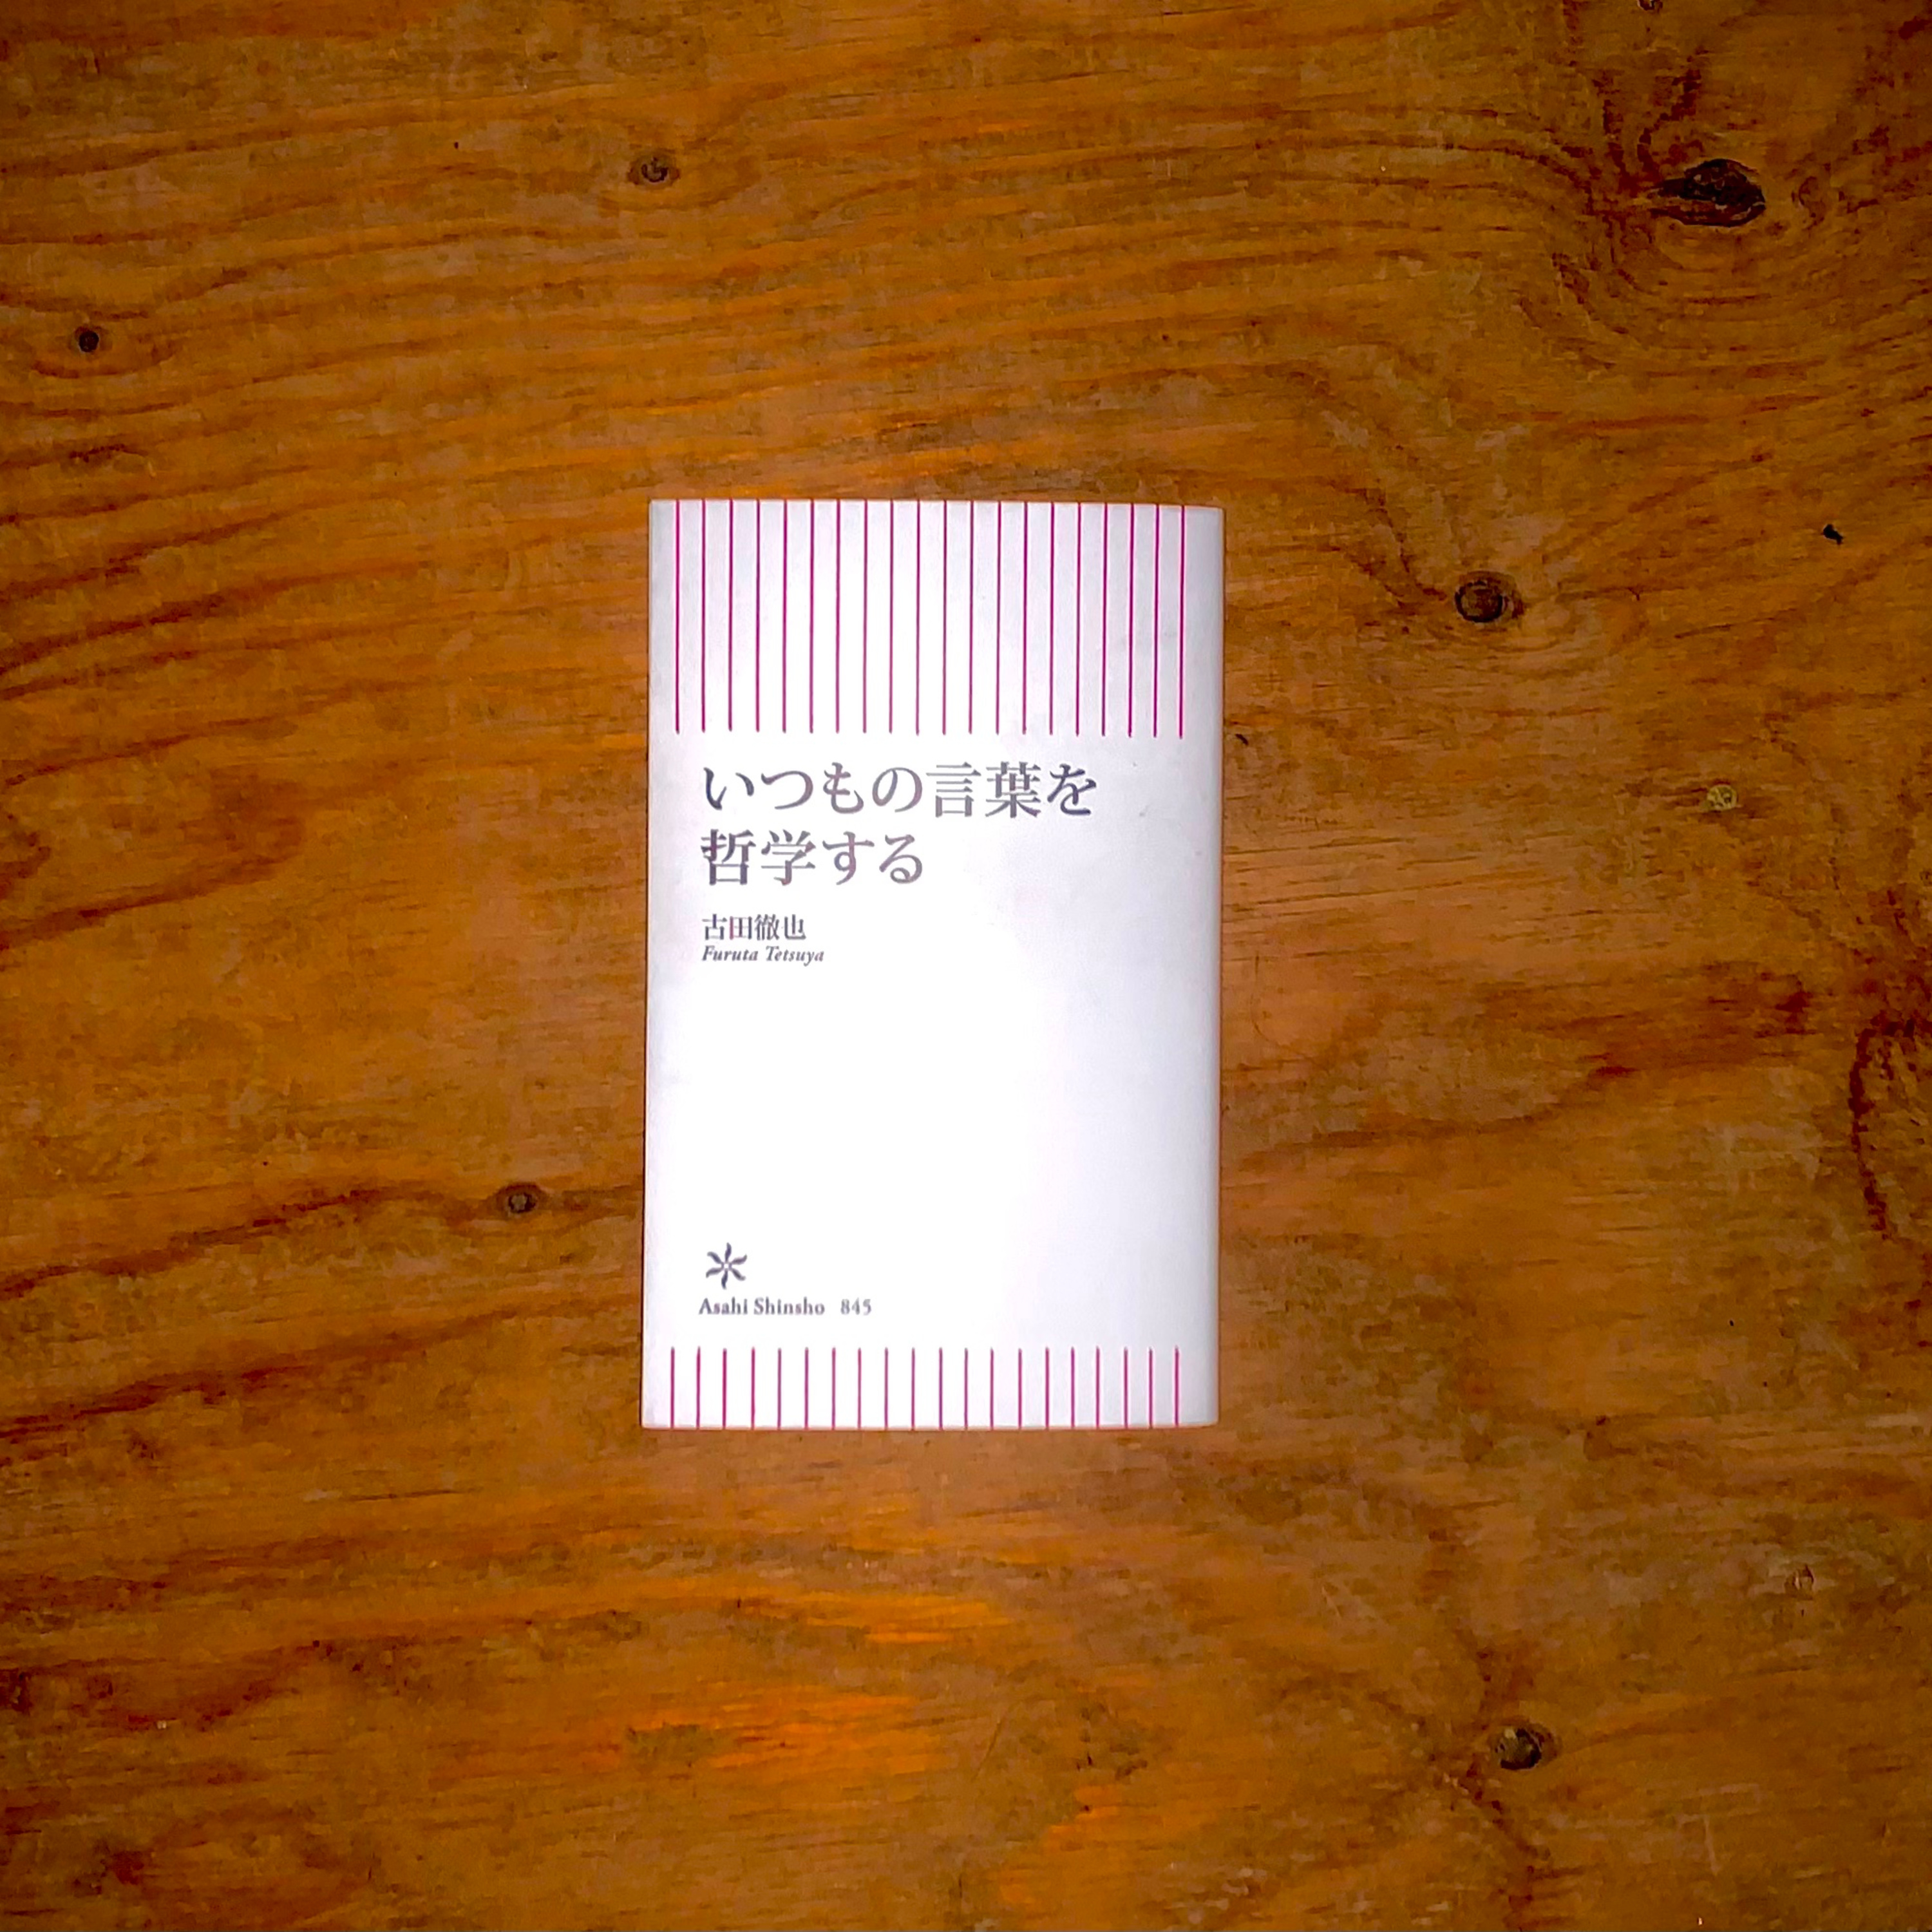 いつもの言葉を
哲学する
古田徹也
Furuta Tetsuya
Asahi Shinsho 845